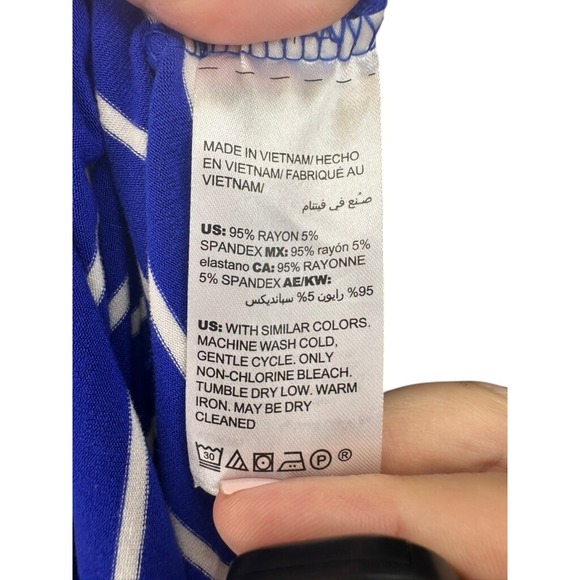 MADE IN VIETNAM/ HECHO
EN VIETNAM/ FABRIQUÉ AU
VIETNAM/
صنع في فيتنام
US: 95% RAYON 5%
SPANDEX MX: 95% rayón 5%
elastano CA: 95% RAYONNE
5% SPANDEX AE/KW:
95% رايون 5% سبانديكس
US: WITH SIMILAR COLORS.
MACHINE WASH COLD,
GENTLE CYCLE. ONLY
NON-CHLORINE BLEACH.
TUMBLE DRY LOW. WARM
IRON. MAY BE DRY
CLEANED
30 P ®